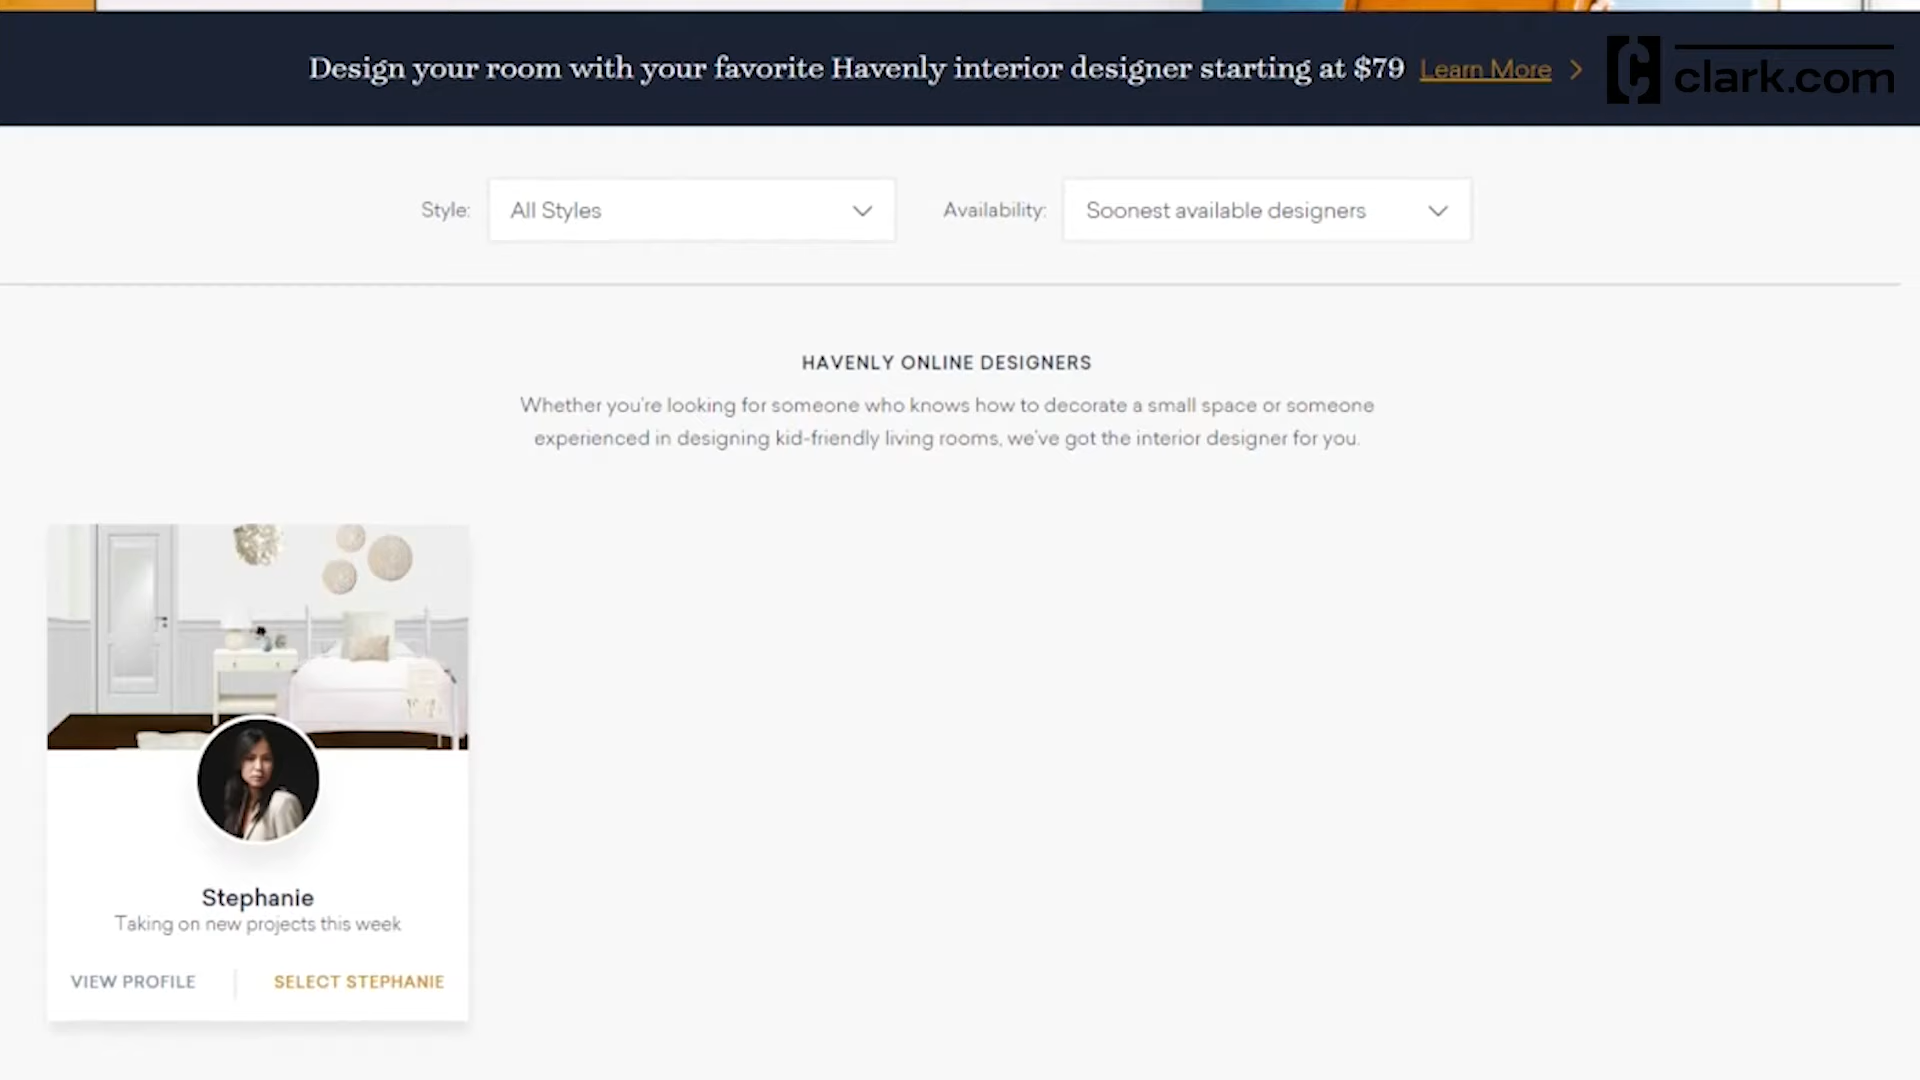 Design your room with your favorite Havenly interior designer starting at $79 Learn More
clark.com
Style: All Styles Availability: Soonest available designers
HAVENLY ONLINE DESIGNERS
Whether you're looking for someone who knows how to decorate a small space or someone
experienced in designing kid-friendly living rooms, we've got the interior designer for you.
Stephanie
Taking on new projects this week
VIEW PROFILE SELECT STEPHANIE